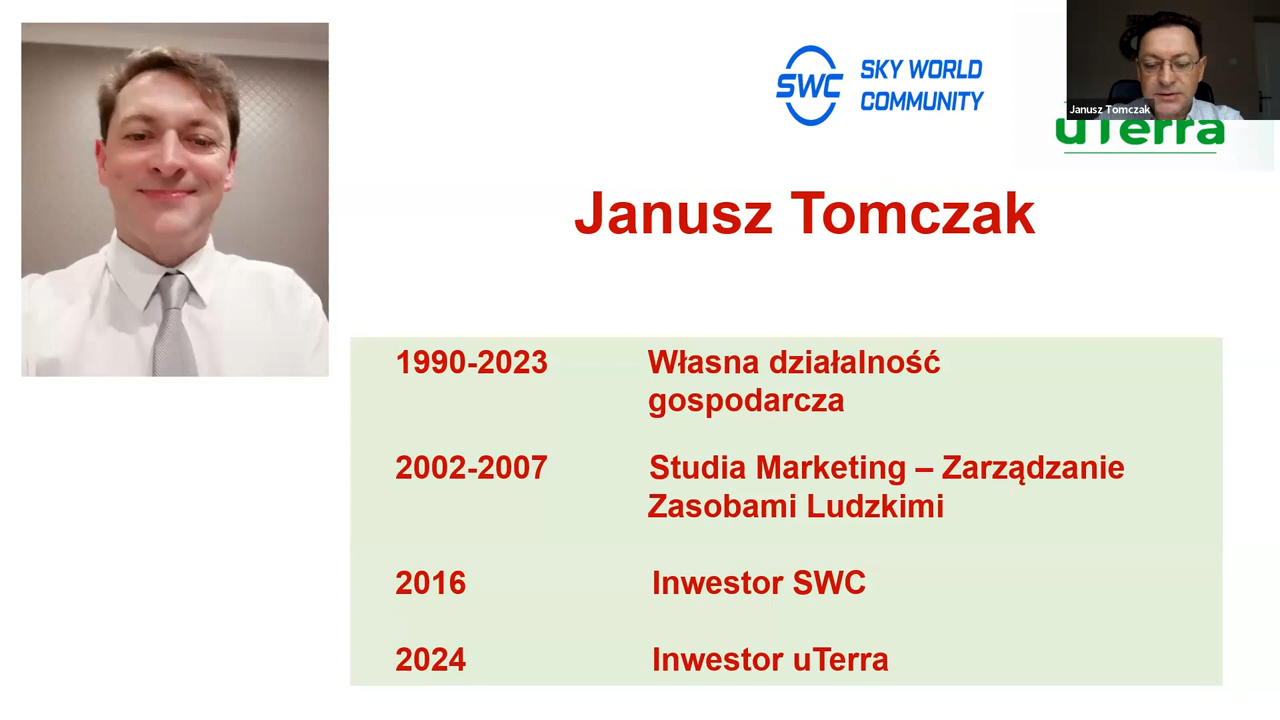 SWC
SKY WORLD
COMMUNITY
Janusz Tomczak
uTerra
Janusz Tomczak
1990-2023 Własna działalność
gospodarcza
2002-2007 Studia Marketing – Zarządzanie
Zasobami Ludzkimi
2016 Inwestor SWC
2024 Inwestor uTerra